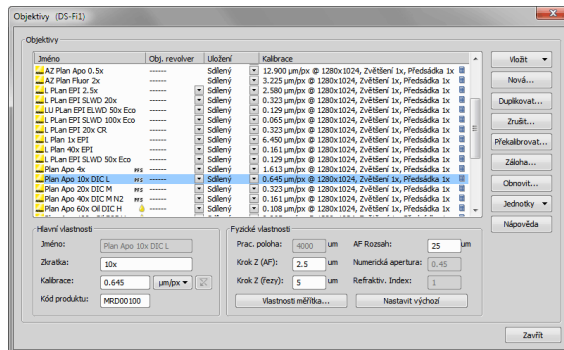 Objektivy (DS-Fi1)
Objektivy
Jméno Obj. revolver Uložení Kalibrace
AZ Plan Apo 0.5x ------ Sdílený 12.900 µm/px @ 1280x1024, Zvětšení 1x, Předsádka 1x
AZ Plan Fluor 2x ------ Sdílený 3.225 µm/px @ 1280x1024, Zvětšení 1x, Předsádka 1x
L Plan EPI 2.5x ------ Sdílený 2.580 µm/px @ 1280x1024, Zvětšení 1x, Předsádka 1x
L Plan EPI SLWD 20x ------ Sdílený 0.323 µm/px @ 1280x1024, Zvětšení 1x, Předsádka 1x
LU PLan EPI ELWD 50x Eco ------ Sdílený 0.129 µm/px @ 1280x1024, Zvětšení 1x, Předsádka 1x
L PLan EPI SLWD 100x Eco ------ Sdílený 0.065 µm/px @ 1280x1024, Zvětšení 1x, Předsádka 1x
L PLan EPI 20x CR ------ Sdílený 0.323 µm/px @ 1280x1024, Zvětšení 1x, Předsádka 1x
L Plan 1x EPI ------ Sdílený 6.450 µm/px @ 1280x1024, Zvětšení 1x, Předsádka 1x
L Plan 40x EPI ------ Sdílený 0.161 µm/px @ 1280x1024, Zvětšení 1x, Předsádka 1x
L PLan EPI SLWD 50x Eco ------ Sdílený 0.129 µm/px @ 1280x1024, Zvětšení 1x, Předsádka 1x
Plan Apo 4x MS ------ Sdílený 1.613 µm/px @ 1280x1024, Zvětšení 1x, Předsádka 1x
Plan Apo 10x DIC L MS ------ Sdílený 0.645 µm/px @ 1280x1024, Zvětšení 1x, Předsádka 1x
Plan Apo 20x DIC M MS ------ Sdílený 0.323 µm/px @ 1280x1024, Zvětšení 1x, Předsádka 1x
Plan Apo 40x DIC M N2 MS ------ Sdílený 0.161 µm/px @ 1280x1024, Zvětšení 1x, Předsádka 1x
Plan Apo 60x Oil DIC H ------ Sdílený 0.108 µm/px @ 1280x1024, Zvětšení 1x, Předsádka 1x
Vložit
Nová...
Duplikovat...
Zrušit...
Překalibrovat...
Záloha...
Obnovit...
Jednotky
Nápověda
Hlavní vlastnosti
Jméno: Plan Apo 10x DIC L
Zkratka: 10x
Kalibrace: 0.645 µm/px
Kód produktu: MRD00100
Fyzické vlastnosti
Prac. poloha: 4000 um AF Rozsah: 25 um
Krok Z (AF): 2.5 um Numerická apertura: 0.45
Krok Z (řezy): 5 um Refraktiv. Index: 1
Vlastnosti měřítka... Nastavit výchozí
Zavřít